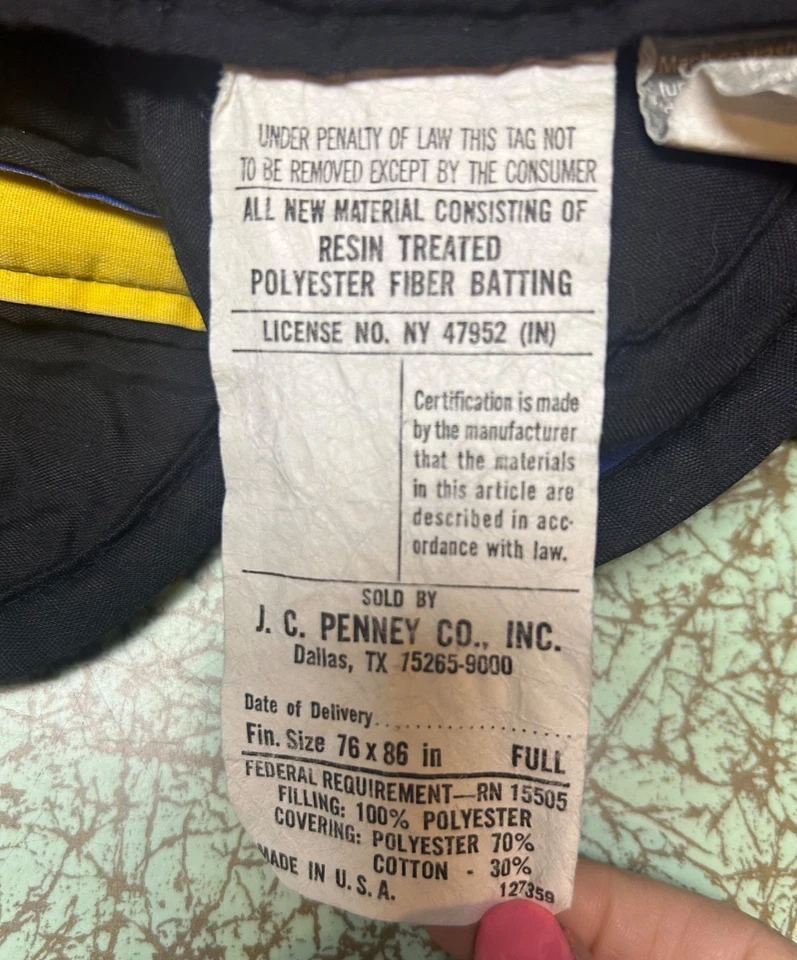 UNDER PENALTY OF LAW THIS TAG NOT
TO BE REMOVED EXCEPT BY THE CONSUMER
ALL NEW MATERIAL CONSISTING OF
RESIN TREATED
POLYESTER FIBER BATTING
LICENSE NO. NY 47952 (IN)
Certification is made
by the manufacturer
that the materials
in this article are
described in acc-
ordance with law.
SOLD BY
J. C. PENNEY CO., INC.
Dallas, TX 75265-9000
Date of Delivery..............................
Fin. Size 76 x 86 in FULL
FEDERAL REQUIREMENT—RN 15505
FILLING: 100% POLYESTER
COVERING: POLYESTER 70%
COTTON - 30%
MADE IN U.S.A.
127359